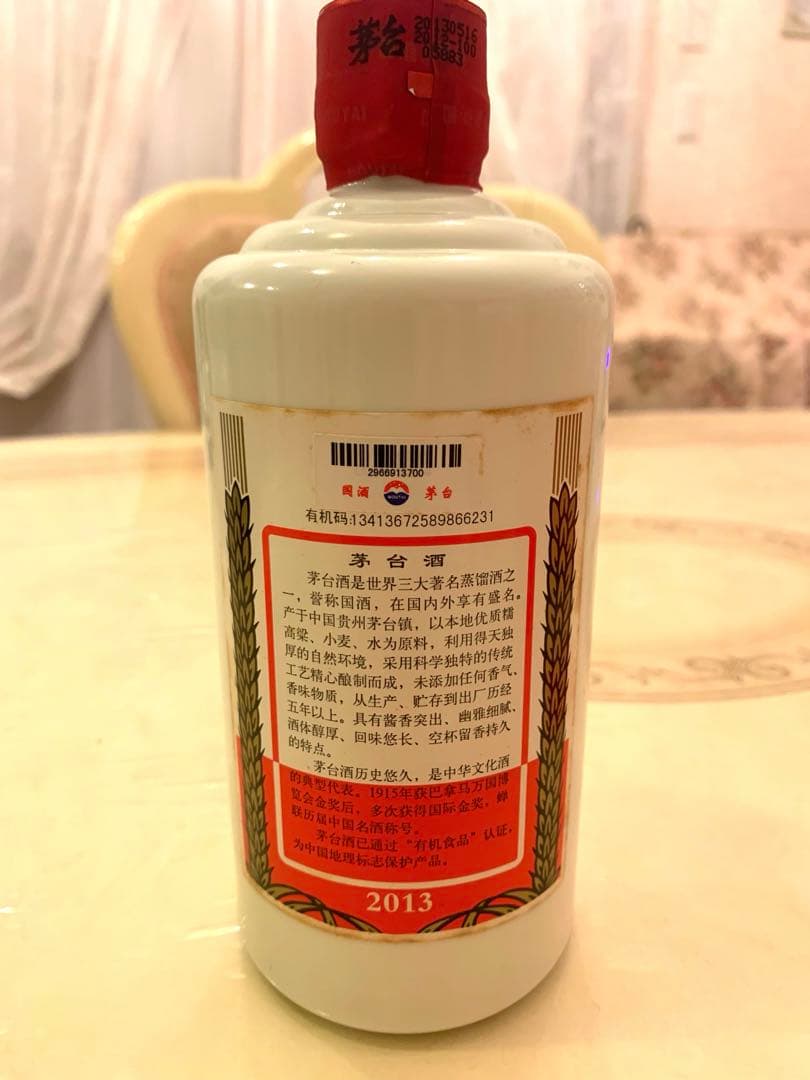 茅台 20130516
2012-100
05883
2966913700
国酒 MOUTAI 茅台
有机码:13413672589866231
茅台酒
茅台酒是世界三大著名蒸馏酒之
一,誉称国酒,在国内外享有盛名。
产于中国贵州茅台镇,以本地优质糯
高粱、小麦、水为原料,利用得天独
厚的自然环境,采用科学独特的传统
工艺精心酿制而成,未添加任何香气、
香味物质,从生产、贮存到出厂历经
五年以上。具有酱香突出、幽雅细腻、
酒体醇厚、回味悠长、空杯留香持久
的特点。
茅台酒历史悠久,是中华文化酒
的典型代表。1915年获巴拿马万国博
览会金奖后,多次获得国际金奖,蝉
联历届中国名酒称号。
茅台酒已通过“有机食品”认证,
为中国地理标志保护产品。
2013